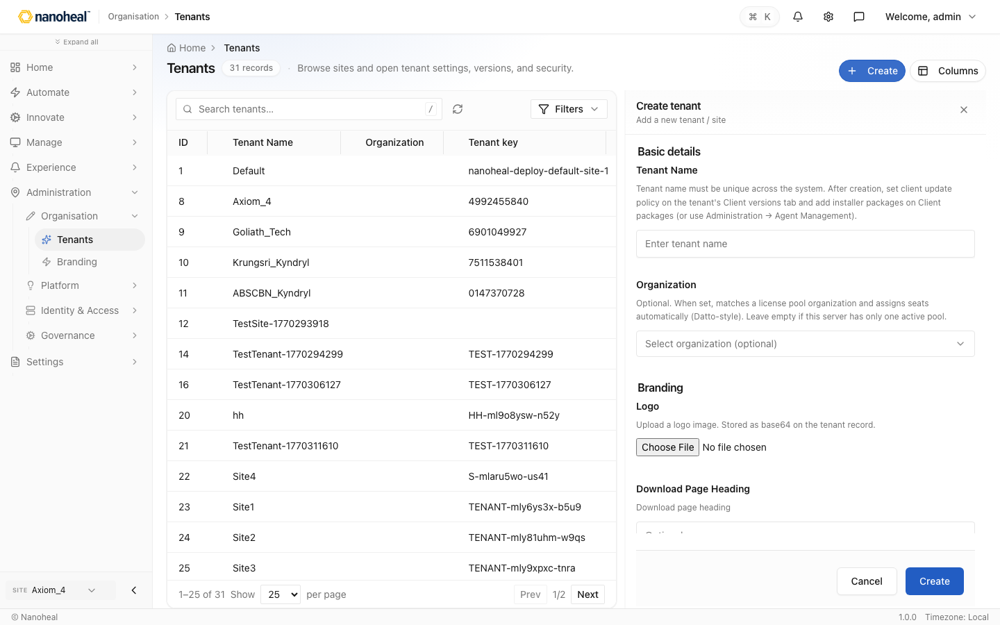 nanoheal™
Organisation > Tenants
⌘ K
Welcome, admin
Expand all
Home
Automate
Innovate
Manage
Experience
Administration
Organisation
Tenants
Branding
Platform
Identity & Access
Governance
Settings
SITE Axiom_4
Home > Tenants
Tenants 31 records · Browse sites and open tenant settings, versions, and security.
+ Create
Columns
Search tenants... /
Filters
ID Tenant Name Organization Tenant key
1 Default nanoheal-deploy-default-site-1
8 Axiom_4 4992455840
9 Goliath_Tech 6901049927
10 Krungsri_Kyndryl 7511538401
11 ABSCBN_Kyndryl 0147370728
12 TestSite-1770293918
14 TestTenant-1770294299 TEST-1770294299
16 TestTenant-1770306127 TEST-1770306127
20 hh HH-ml9o8ysw-n52y
21 TestTenant-1770311610 TEST-1770311610
22 Site4 S-mlaru5wo-us41
23 Site1 TENANT-mly6ys3x-b5u9
24 Site2 TENANT-mly81uhm-w9qs
25 Site3 TENANT-mly9xpxc-tnra
1–25 of 31 Show 25 per page Prev 1/2 Next
Create tenant
Add a new tenant / site
Basic details
Tenant Name
Tenant name must be unique across the system. After creation, set client update
policy on the tenant's Client versions tab and add installer packages on Client
packages (or use Administration → Agent Management).
Enter tenant name
Organization
Optional. When set, matches a license pool organization and assigns seats
automatically (Datto-style). Leave empty if this server has only one active pool.
Select organization (optional)
Branding
Logo
Upload a logo image. Stored as base64 on the tenant record.
Choose File No file chosen
Download Page Heading
Download page heading
Cancel
Create
© Nanoheal
1.0.0 Timezone: Local